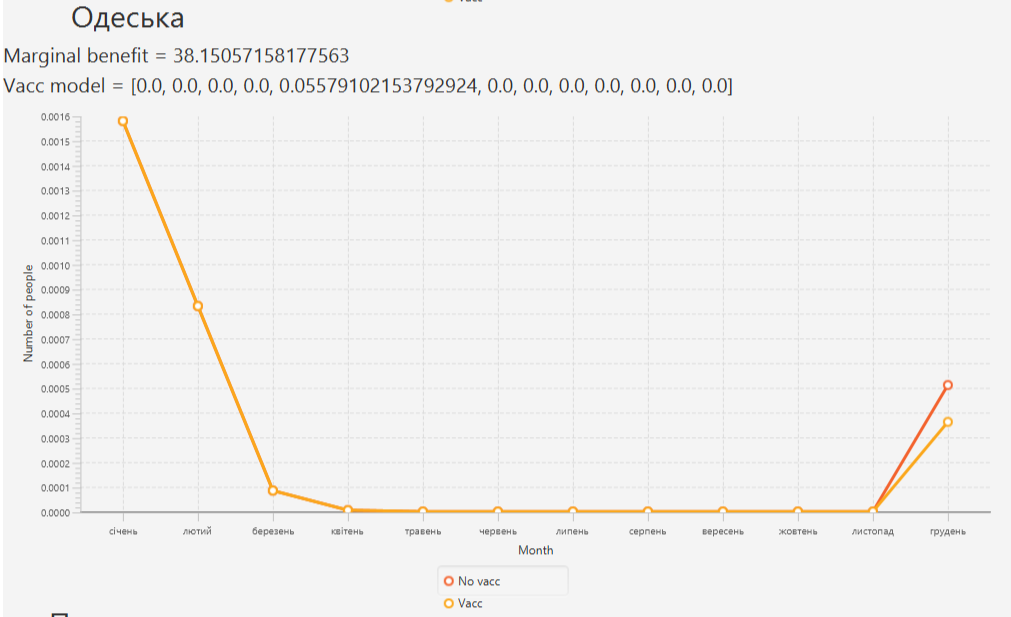 Одеська
Marginal benefit = 38.15057158177563
Vacc model = [0.0, 0.0, 0.0, 0.0, 0.05579102153792924, 0.0, 0.0, 0.0, 0.0, 0.0, 0.0, 0.0]
0.0016
0.0015
0.0014
0.0013
0.0012
0.0011
0.0010
0.0009
0.0008
0.0007
0.0006
0.0005
0.0004
0.0003
0.0002
0.0001
0.0000
Number of people
січень лютий березень квітень травень червень липень серпень вересень жовтень листопад грудень
Month
No vacc
Vacc